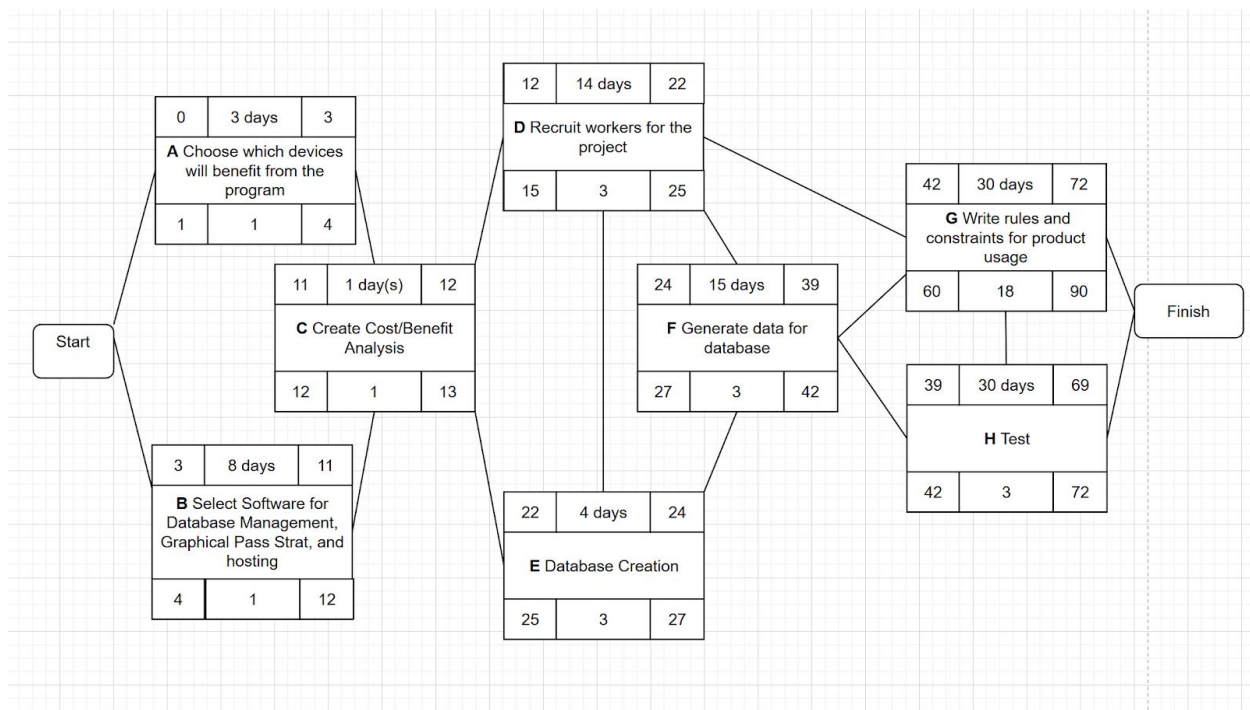 Start
0 3 days 3
A Choose which devices
will benefit from the
program
1 1 4
3 8 days 11
B Select Software for
Database Management,
Graphical Pass Strat, and
hosting
4 1 12
11 1 day(s) 12
C Create Cost/Benefit
Analysis
12 1 13
12 14 days 22
D Recruit workers for the
project
15 3 25
22 4 days 24
E Database Creation
25 3 27
24 15 days 39
F Generate data for
database
27 3 42
42 30 days 72
G Write rules and
constraints for product
usage
60 18 90
39 30 days 69
H Test
42 3 72
Finish